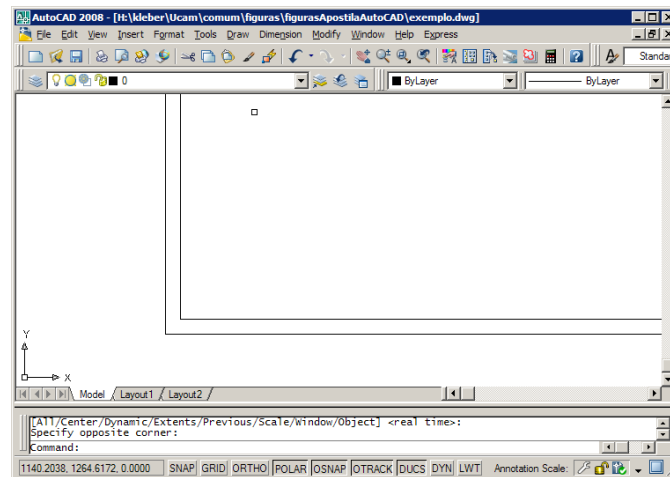 AutoCAD 2008 - [H:\kleber\Ucam\comum\figuras\figurasApostilaAutoCAD\exemplo.dwg]
File Edit View Insert Format Tools Draw Dimension Modify Window Help Express
Standa
0 ByLayer ByLayer
Y
X
Model Layout1 Layout2
[All/Center/Dynamic/Extents/Previous/Scale/Window/Object] <real time>:
Specify opposite corner:
Command:
1140.2038, 1264.6172, 0.0000 SNAP GRID ORTHO POLAR OSNAP OTRACK DUCS DYN LWT Annotation Scale: